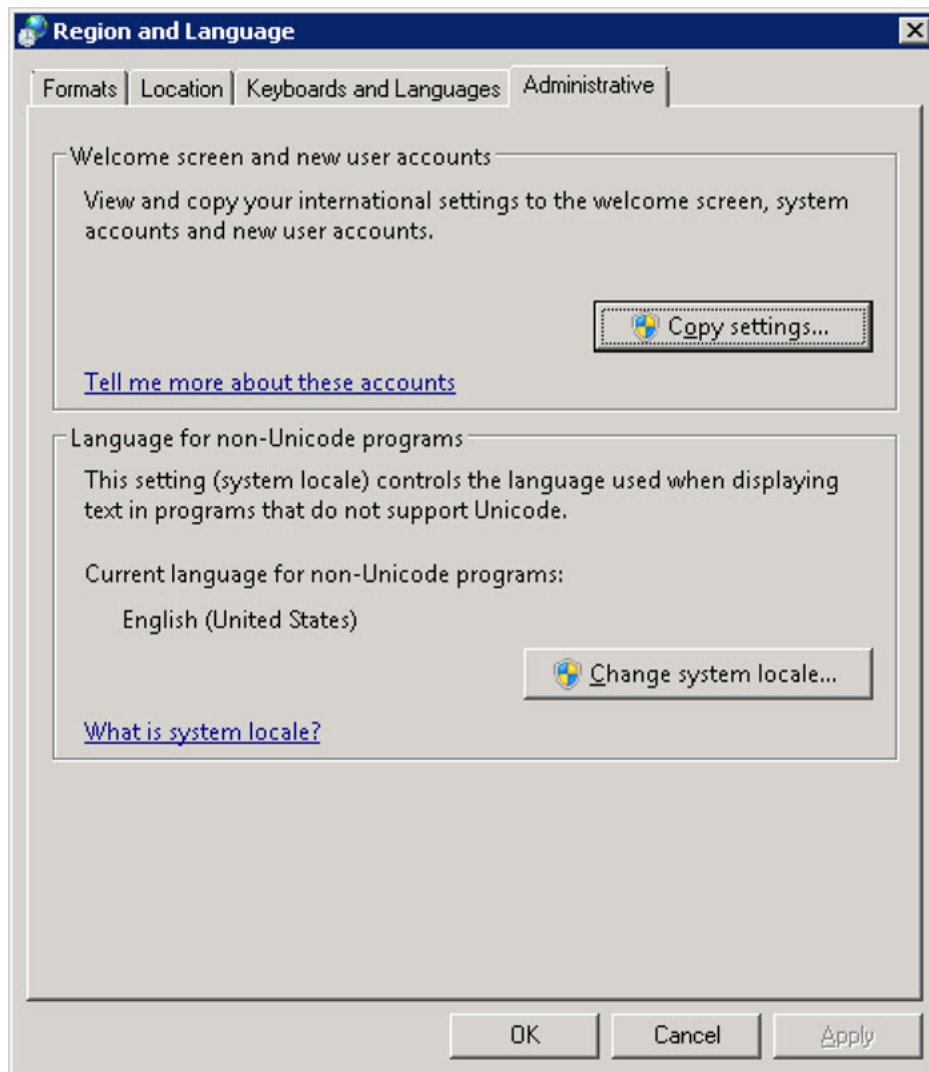 Region and Language
Formats
Location
Keyboards and Languages
Administrative
Welcome screen and new user accounts
View and copy your international settings to the welcome screen, system
accounts and new user accounts.
Copy settings...
Tell me more about these accounts
Language for non-Unicode programs
This setting (system locale) controls the language used when displaying
text in programs that do not support Unicode.
Current language for non-Unicode programs:
English (United States)
Change system locale...
What is system locale?
OK
Cancel
Apply